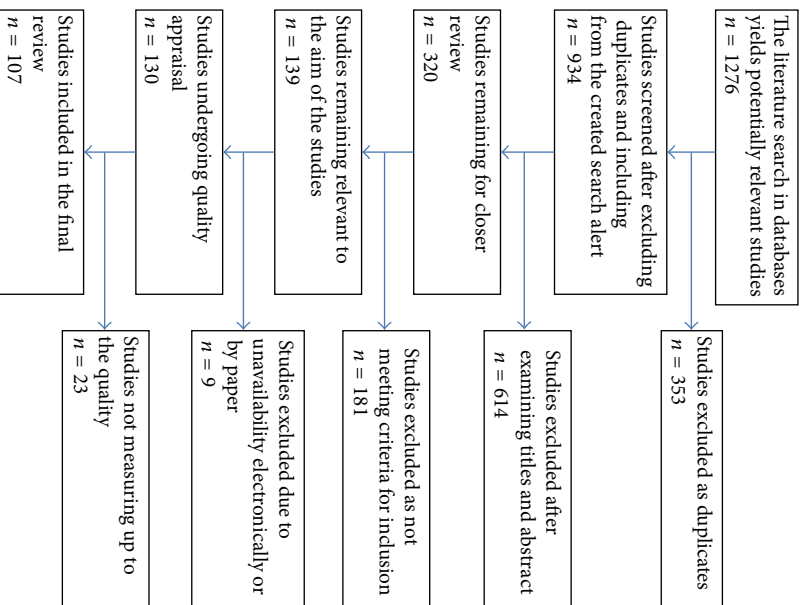 The literature search in databases
yields potentially relevant studies
n = 1276
Studies excluded as duplicates
n = 353
Studies screened after excluding
duplicates and including
from the created search alert
n = 934
Studies excluded after
examining titles and abstract
n = 614
Studies remaining for closer
review
n = 320
Studies excluded as not
meeting criteria for inclusion
n = 181
Studies remaining relevant to
the aim of the studies
n = 139
Studies excluded due to
unavailability electronically or
by paper
n = 9
Studies undergoing quality
appraisal
n = 130
Studies not measuring up to
the quality
n = 23
Studies included in the final
review
n = 107